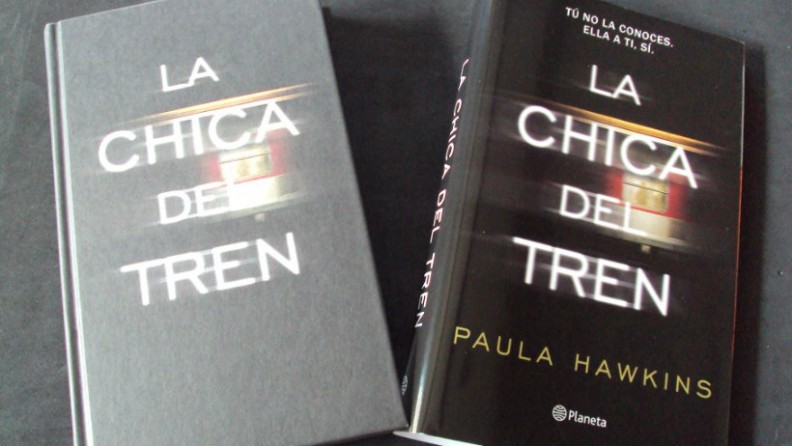 LA
CHICA
DEL
TREN
LA CHICA DEL TREN
TÚ NO LA CONOCES.
ELLA A TI, SÍ.
LA
CHICA
DEL
TREN
PAULA HAWKINS
Planeta